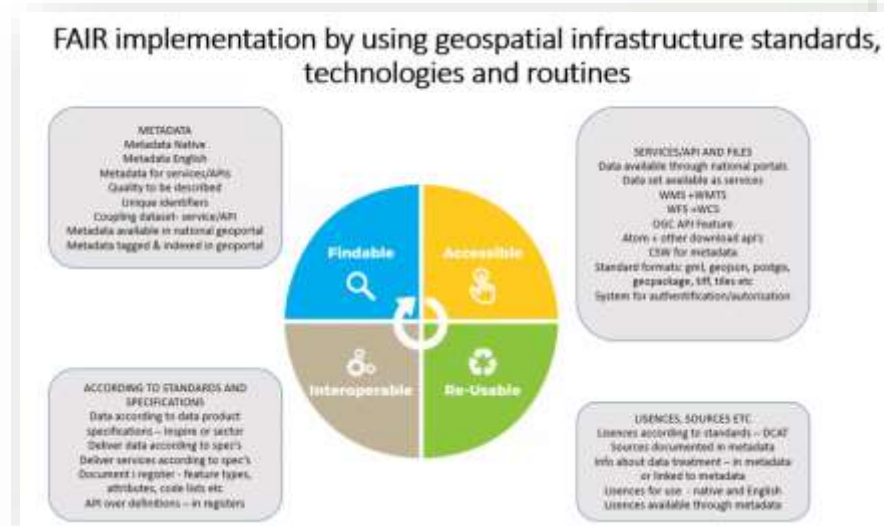 FAIR implementation by using geospatial infrastructure standards,
technologies and routines
METADATA
Metadata Native
Metadata English
Metadata for services/APIs
Quality to be described
Unique identifiers
Coupling dataset- service/API
Metadata available in national geoportal
Metadata tagged & indexed in geoportal
SERVICES/API AND FILES
Data available through national portals
Data set available as services
WMS +WMTS
WFS +WCS
OGC API Feature
Atom + other download api's
CSW for metadata
Standard formats: gml, geojson, postgis,
geopackage, tiff, tiles etc
System for authentification/autorisation
Findable
Accessible
Interoperable
Re-Usable
ACCORDING TO STANDARDS AND
SPECIFICATIONS
Data according to data product
specifications – Inspire or sector
Deliver data according to spec's
Deliver services according to spec's
Document i register - feature types,
attributes, code lists etc
API over definitions – in registers
LISENCES, SOURCES ETC
Lisences according to standards – DCAT
Sources documented in metadata
Info about data treatment – in metadata
or linked to metadata
Lisences for use - native and English
Lisences available through metadata